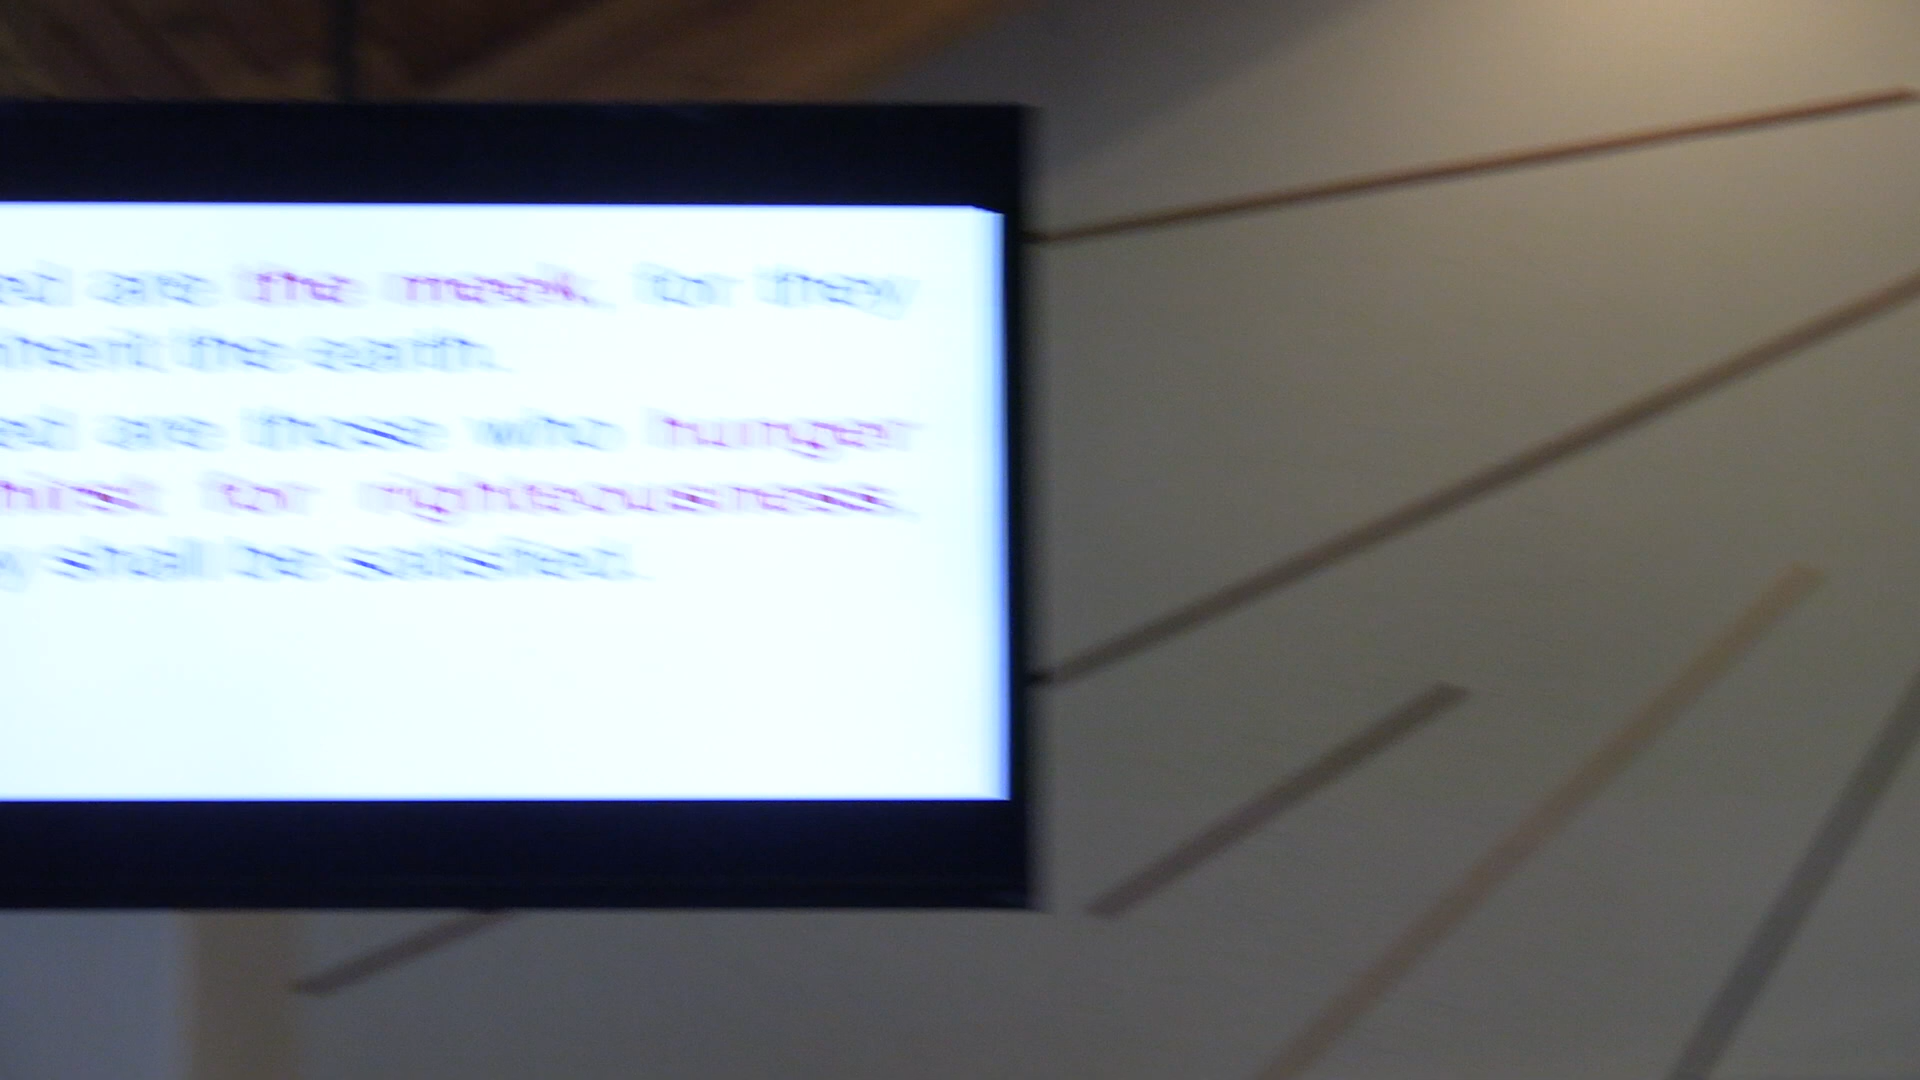 are the meek, for they
the earth.
are those who hunger
for righteousness,
shall be satisfied.